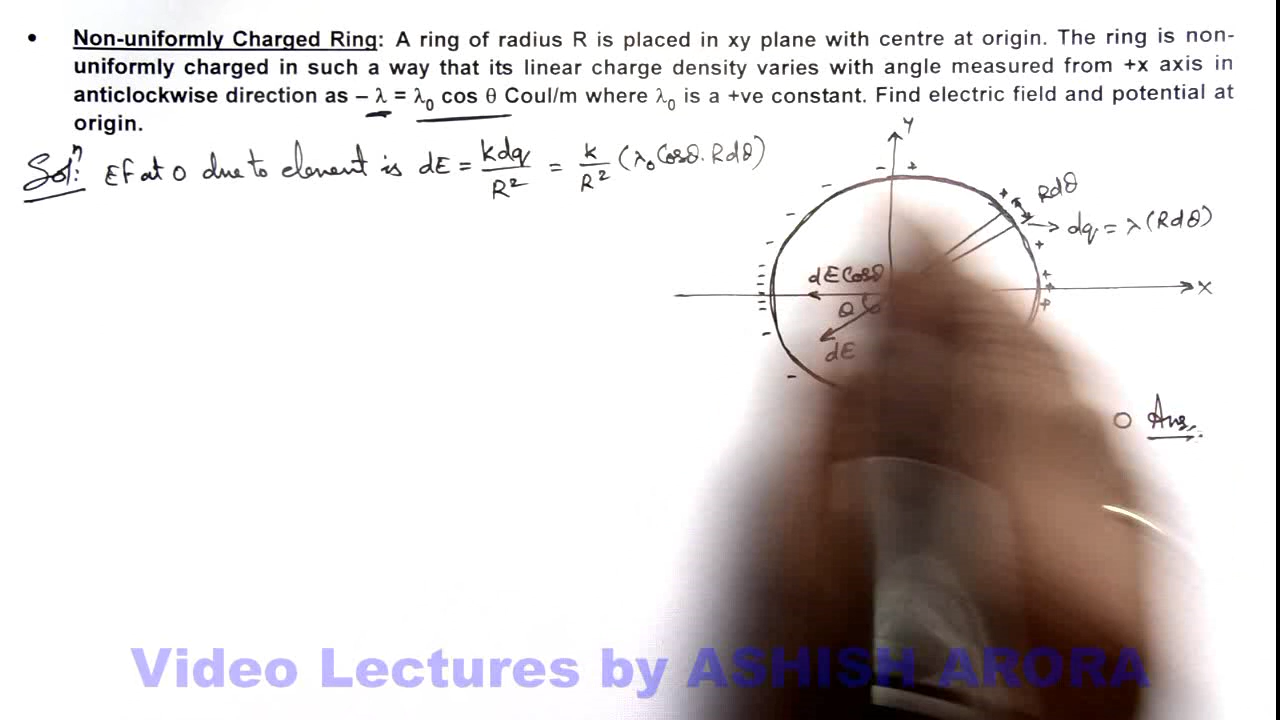 • Non-uniformly Charged Ring: A ring of radius R is placed in xy plane with centre at origin. The ring is non-
uniformly charged in such a way that its linear charge density varies with angle measured from +x axis in
anticlockwise direction as – λ = λ₀ cos θ Coul/m where λ₀ is a +ve constant. Find electric field and potential at
origin.
Solⁿ: EF at O due to element is dE = kdq/R² = k/R² (λ₀ Cosθ. Rdθ)
Y
Rdθ
→ dq = λ(Rdθ)
dE Cosθ
X
θ
dE
O Ans.
Video Lectures by ASHISH ARORA